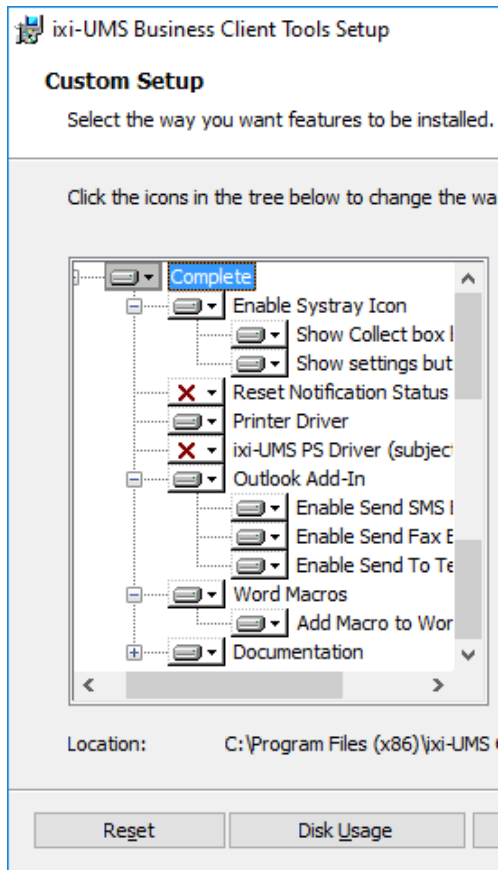 ixi-UMS Business Client Tools Setup
Custom Setup
Select the way you want features to be installed.
Click the icons in the tree below to change the wa
Complete
Enable Systray Icon
Show Collect box
Show settings but
Reset Notification Status
Printer Driver
ixi-UMS PS Driver (subject
Outlook Add-In
Enable Send SMS
Enable Send Fax
Enable Send To Te
Word Macros
Add Macro to Wor
Documentation
Location: C:\Program Files (x86)\ixi-UMS
Reset Disk Usage